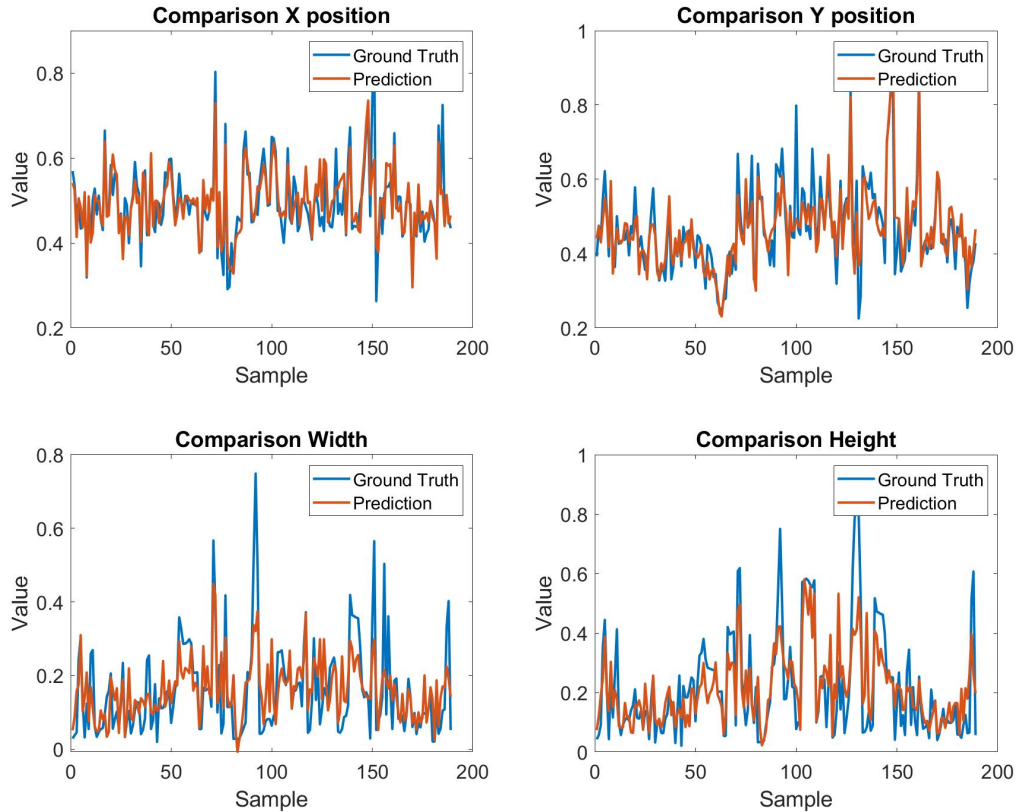 Comparison X position
Ground Truth
Prediction
Value
0.8
0.6
0.4
0.2
0
50
100
150
200
Sample
Comparison Y position
Ground Truth
Prediction
Value
1
0.8
0.6
0.4
0.2
0
50
100
150
200
Sample
Comparison Width
Ground Truth
Prediction
Value
0.8
0.6
0.4
0.2
0
0
50
100
150
200
Sample
Comparison Height
Ground Truth
Prediction
Value
1
0.8
0.6
0.4
0.2
0
0
50
100
150
200
Sample